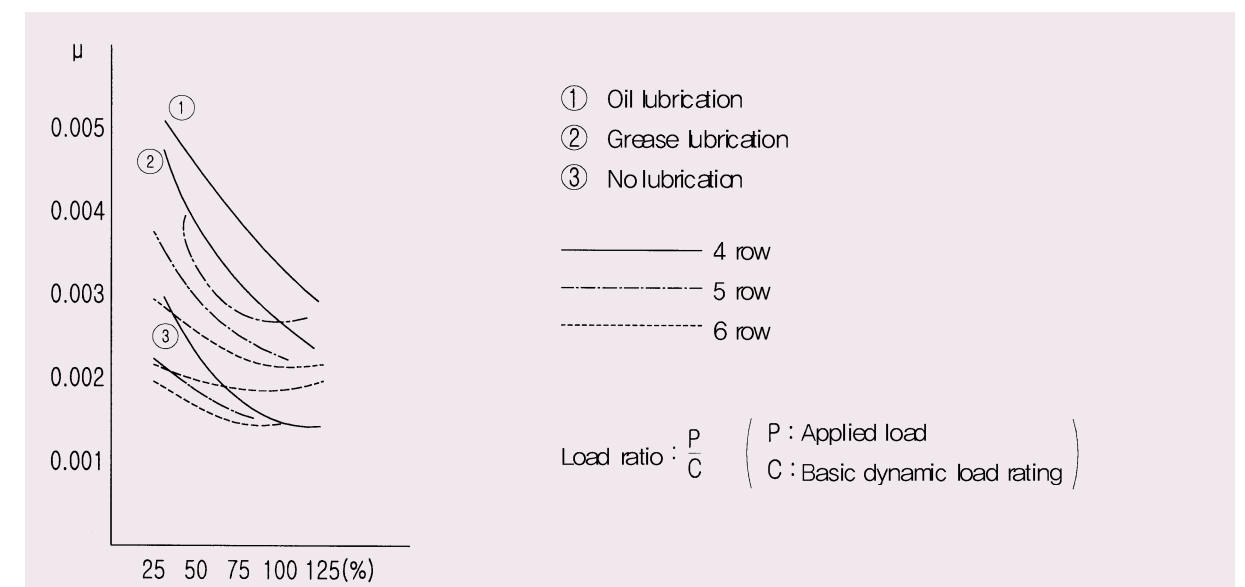 μ
0.005
0.004
0.003
0.002
0.001
25 50 75 100 125(%)
①
②
③
① Oil lubrication
② Grease lubrication
③ No lubrication
4 row
5 row
6 row
Load ratio : P/C ( P : Applied load
C : Basic dynamic load rating )